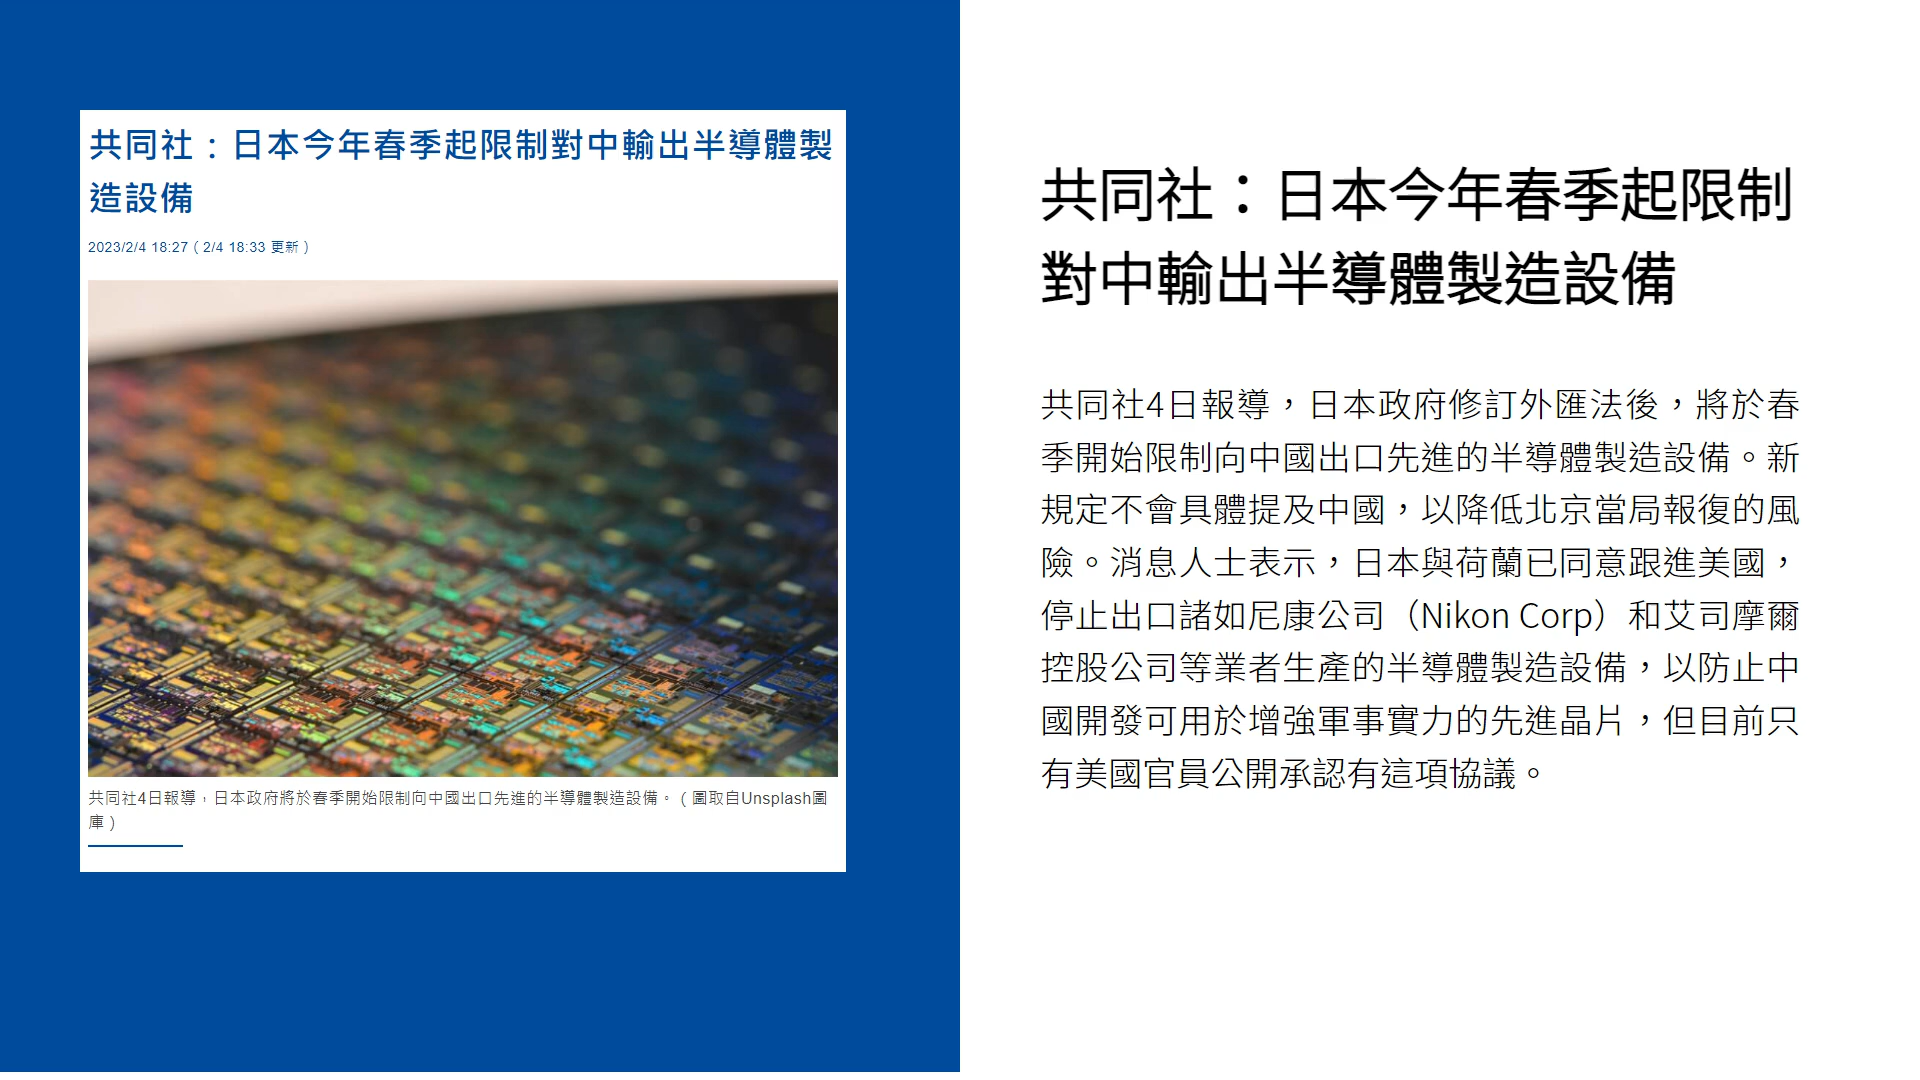 共同社：日本今年春季起限制對中輸出半導體製
造設備
2023/2/4 18:27（2/4 18:33 更新）
共同社4日報導，日本政府將於春季開始限制向中國出口先進的半導體製造設備。（圖取自Unsplash圖
庫）
共同社：日本今年春季起限制
對中輸出半導體製造設備
共同社4日報導，日本政府修訂外匯法後，將於春
季開始限制向中國出口先進的半導體製造設備。新
規定不會具體提及中國，以降低北京當局報復的風
險。消息人士表示，日本與荷蘭已同意跟進美國，
停止出口諸如尼康公司（Nikon Corp）和艾司摩爾
控股公司等業者生產的半導體製造設備，以防止中
國開發可用於增強軍事實力的先進晶片，但目前只
有美國官員公開承認有這項協議。